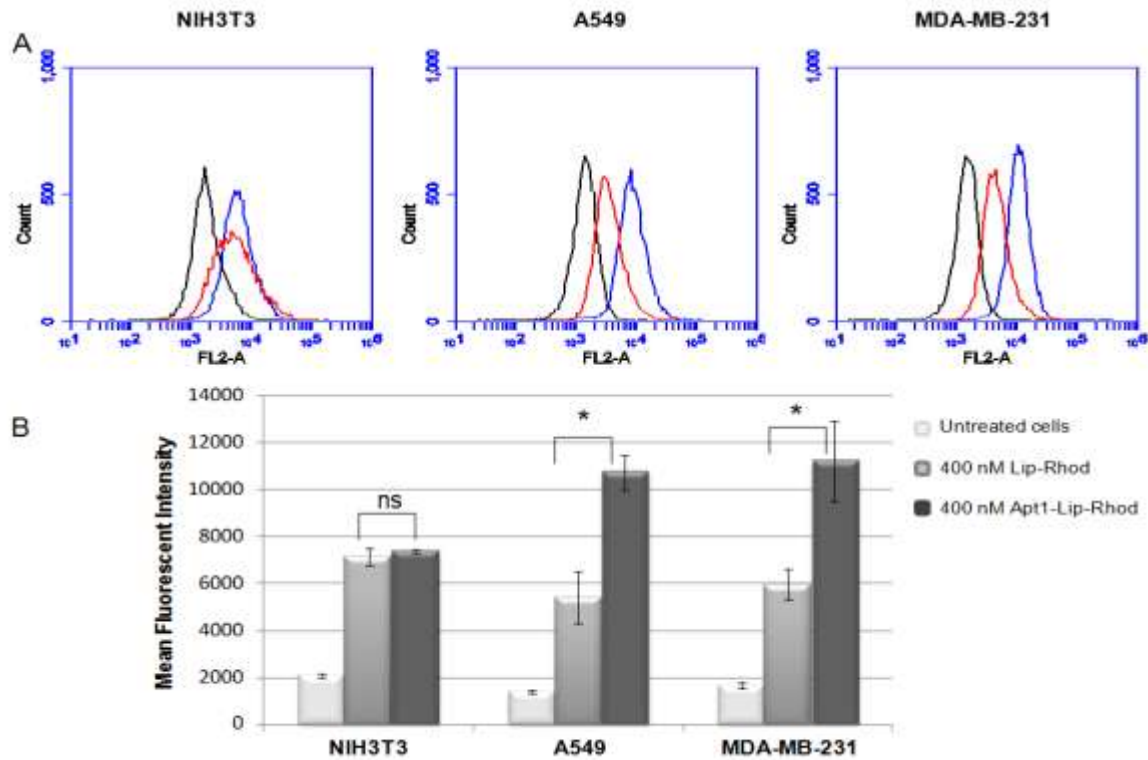 NIH3T3 A549 MDA-MB-231
A
1,000 1,000 1,000
500 500 500
0 0 0
Count Count Count
10¹ 10² 10³ 10⁴ 10⁵ 10⁶ 10¹ 10² 10³ 10⁴ 10⁵ 10⁶ 10¹ 10² 10³ 10⁴ 10⁵ 10⁶
FL2-A FL2-A FL2-A
B
Mean Fluorescent Intensity
14000
12000
10000
8000
6000
4000
2000
0
ns * *
Untreated cells
400 nM Lip-Rhod
400 nM Apt1-Lip-Rhod
NIH3T3 A549 MDA-MB-231